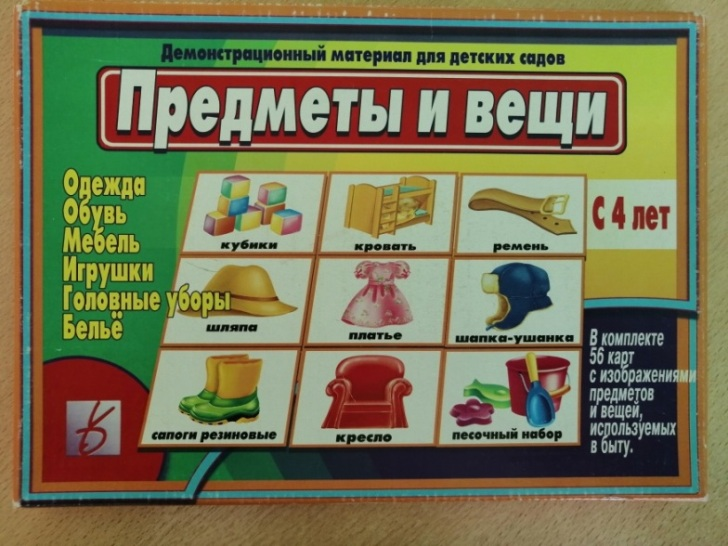 Демонстрационный материал для детских садов
Предметы и вещи
Одежда
Обувь
Мебель
Игрушки
Головные уборы
Бельё
С 4 лет
кубики
кровать
ремень
шляпа
платье
шапка-ушанка
сапоги резиновые
кресло
песочный набор
В комплекте
56 карт
с изображениями
предметов
и вещей,
используемых
в быту.